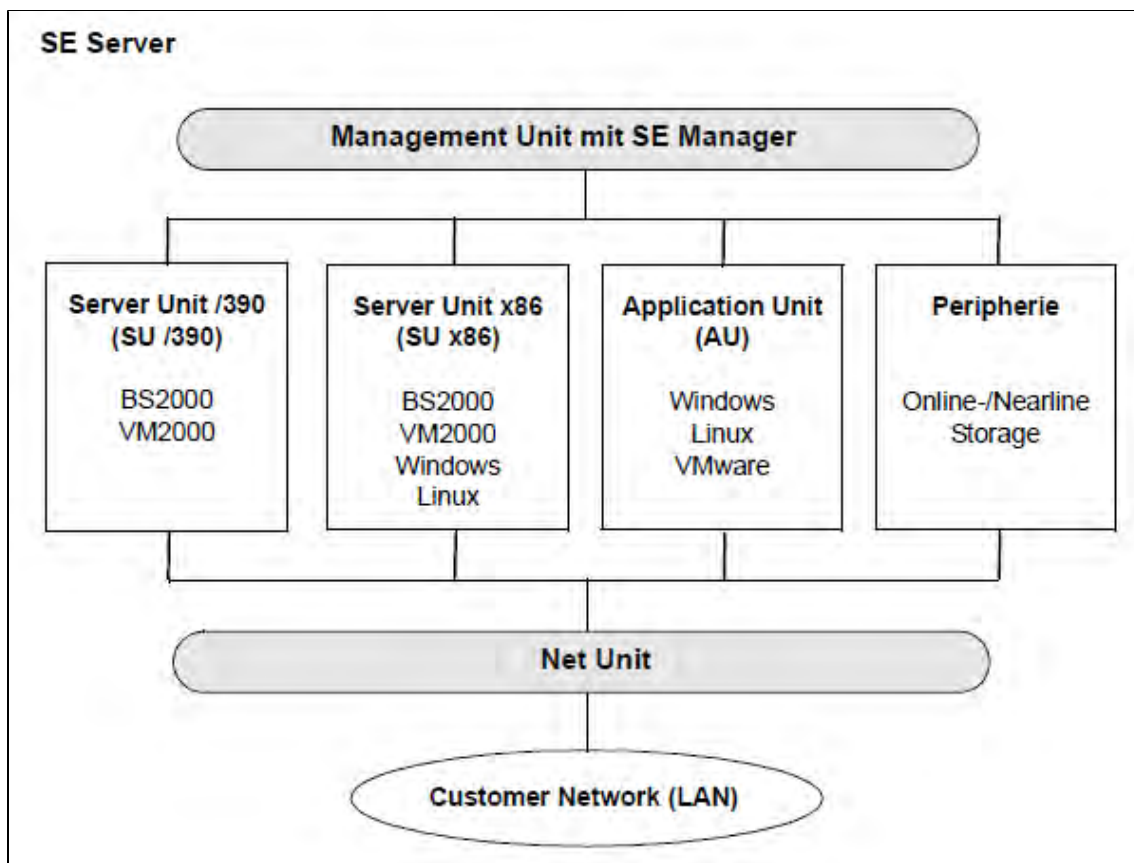 SE Server
Management Unit mit SE Manager
Server Unit /390
(SU /390)
BS2000
VM2000
Server Unit x86
(SU x86)
BS2000
VM2000
Windows
Linux
Application Unit
(AU)
Windows
Linux
VMware
Peripherie
Online-/Nearline
Storage
Net Unit
Customer Network (LAN)